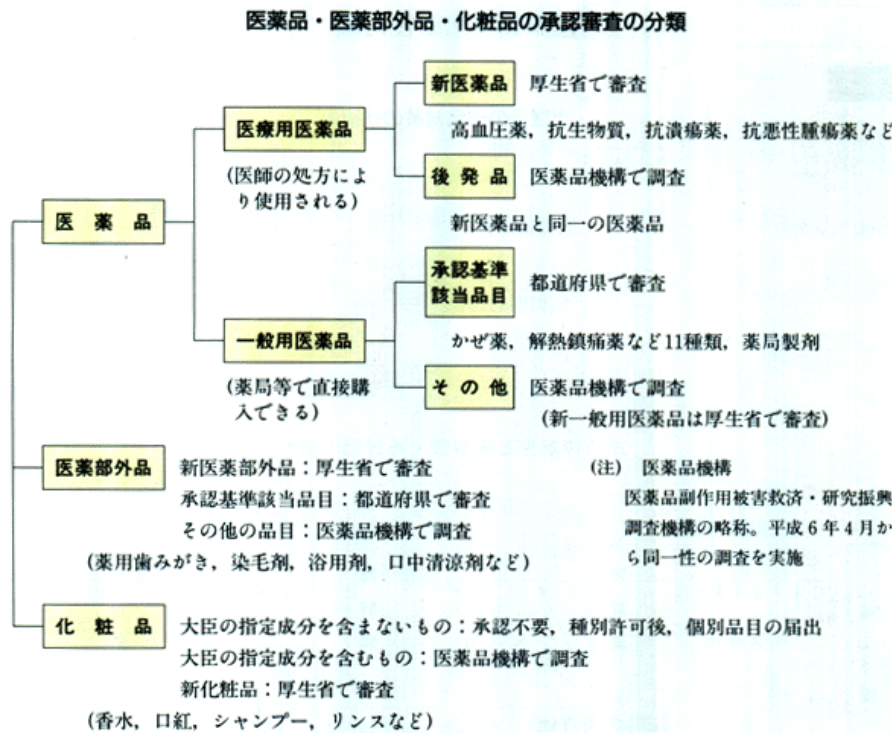 医薬品・医薬部外品・化粧品の承認審査の分類
新医薬品 厚生省で審査
医療用医薬品 高血圧薬，抗生物質，抗潰瘍薬，抗悪性腫瘍薬など
(医師の処方によ
り使用される)
後発品 医薬品機構で調査
医薬品 新医薬品と同一の医薬品
承認基準
該当品目 都道府県で審査
一般用医薬品 かぜ薬，解熱鎮痛薬など11種類，薬局製剤
(薬局等で直接購
入できる)
その他 医薬品機構で調査
(新一般用医薬品は厚生省で審査)
医薬部外品 新医薬部外品：厚生省で審査
承認基準該当品目：都道府県で審査
その他の品目：医薬品機構で調査
(薬用歯みがき，染毛剤，浴用剤，口中清涼剤など)
(注) 医薬品機構
医薬品副作用被害救済・研究振興
調査機構の略称。平成6年4月か
ら同一性の調査を実施
化粧品 大臣の指定成分を含まないもの：承認不要，種別許可後，個別品目の届出
大臣の指定成分を含むもの：医薬品機構で調査
新化粧品：厚生省で審査
(香水，口紅，シャンプー，リンスなど)